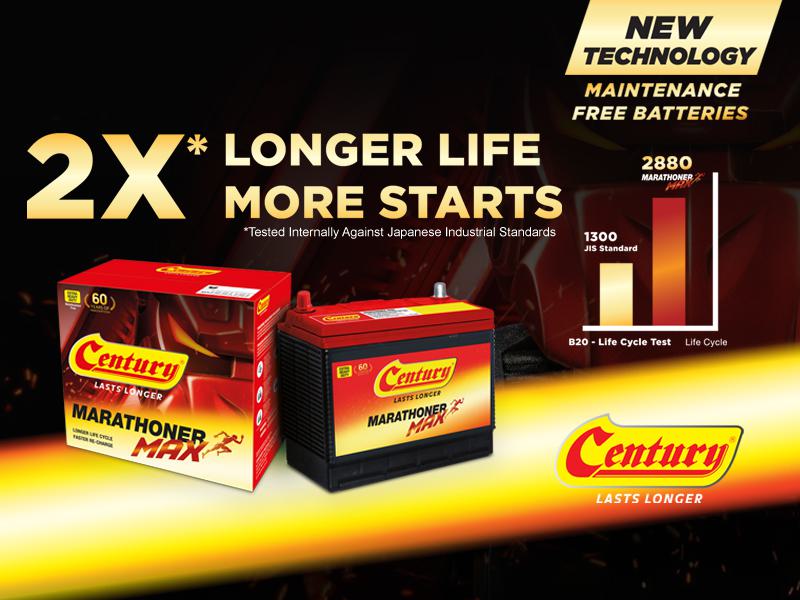 NEW
TECHNOLOGY
MAINTENANCE
FREE BATTERIES
2X*
LONGER LIFE
MORE STARTS
*Tested Internally Against Japanese Industrial Standards
2880
MARATHONER
MAX
1300
JIS Standard
B20 - Life Cycle Test
Life Cycle
60
Century
LASTS LONGER
MARATHONER
MAX
LONGER LIFE CYCLE
FASTER RE-CHARGE
60
Century
LASTS LONGER
MARATHONER
MAX
Century®
LASTS LONGER